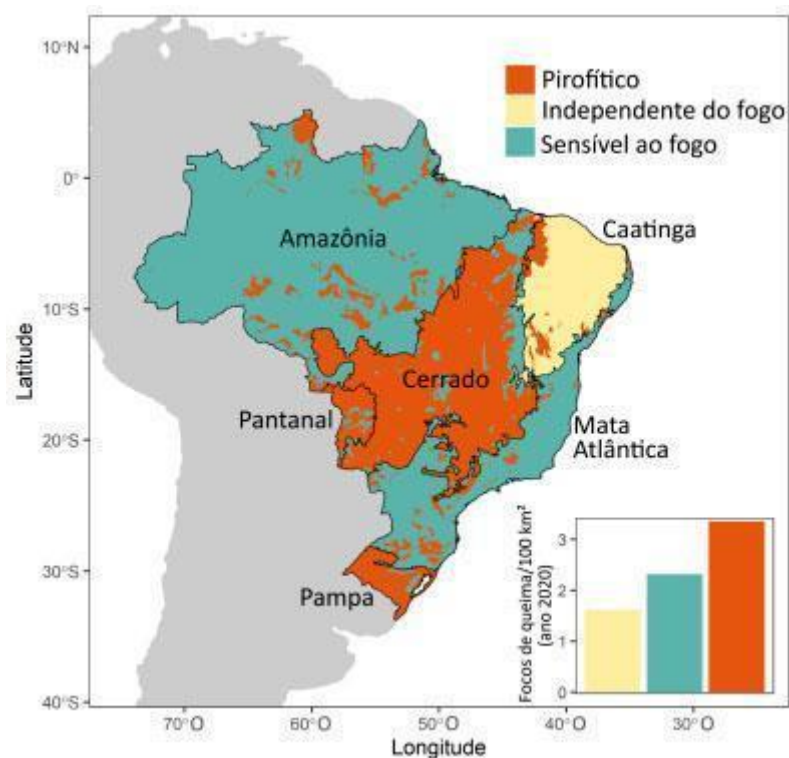 10°N
0°
10°S
20°S
30°S
40°S
Latitude
Pirofítico
Independente do fogo
Sensível ao fogo
Amazônia
Caatinga
Cerrado
Pantanal
Mata
Atlântica
Pampa
Focos de queima/100 km²
(ano 2020)
3
2
1
0
70°O
60°O
50°O
40°O
30°O
Longitude